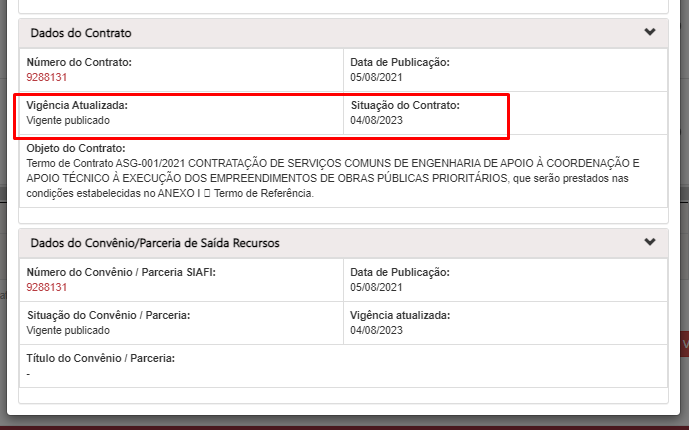 Dados do Contrato
Número do Contrato:
9288131
Data de Publicação:
05/08/2021
Vigência Atualizada:
Vigente publicado
Situação do Contrato:
04/08/2023
Objeto do Contrato:
Termo de Contrato ASG-001/2021 CONTRATAÇÃO DE SERVIÇOS COMUNS DE ENGENHARIA DE APOIO À COORDENAÇÃO E
APOIO TÉCNICO À EXECUÇÃO DOS EMPREENDIMENTOS DE OBRAS PÚBLICAS PRIORITÁRIOS, que serão prestados nas
condições estabelecidas no ANEXO I Termo de Referência.
Dados do Convênio/Parceria de Saída Recursos
Número do Convênio / Parceria SIAFI:
9288131
Data de Publicação:
05/08/2021
Situação do Convênio / Parceria:
Vigente publicado
Vigência atualizada:
04/08/2023
Título do Convênio / Parceria:
-